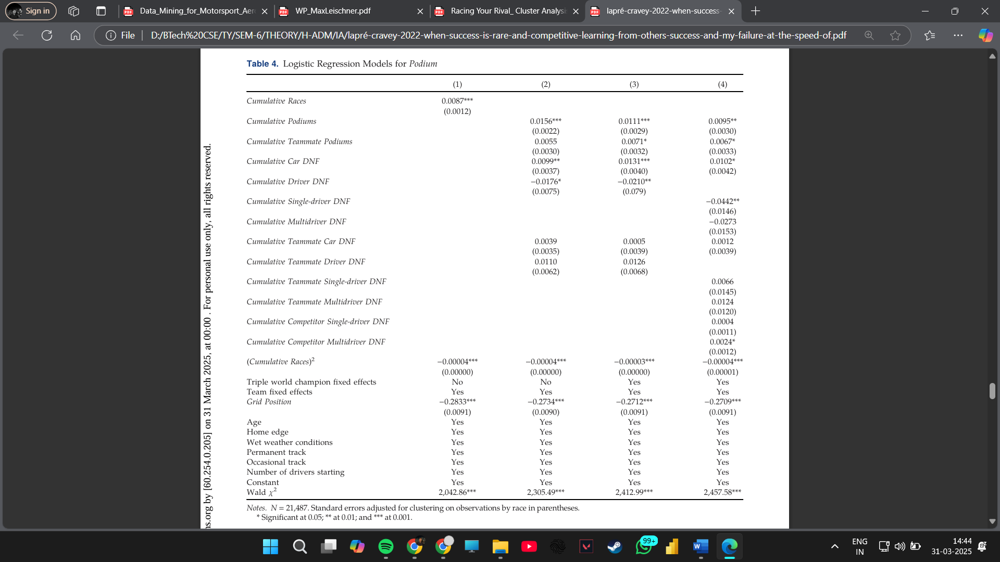 Sign in
Data_Mining_for_Motorsport_Aer
WP_MaxLeischner.pdf
Racing Your Rival_ Cluster Analysi
lapré-cravey-2022-when-success-
File
D:/BTech%20CSE/TY/SEM-6/THEORY/H-ADM/IA/lapré-cravey-2022-when-success-is-rare-and-competitive-learning-from-others-success-and-my-failure-at-the-speed-of.pdf
ns.org by [60.254.0.205] on 31 March 2025, at 00:00 . For personal use only, all rights reserved.
Table 4. Logistic Regression Models for Podium
(1) (2) (3) (4)
Cumulative Races 0.0087***
(0.0012)
Cumulative Podiums 0.0156*** 0.0111*** 0.0095**
(0.0022) (0.0029) (0.0030)
Cumulative Teammate Podiums 0.0055 0.0071* 0.0067*
(0.0030) (0.0032) (0.0033)
Cumulative Car DNF 0.0099** 0.0131*** 0.0102*
(0.0037) (0.0040) (0.0042)
Cumulative Driver DNF −0.0176* −0.0210**
(0.0075) (0.079)
Cumulative Single-driver DNF −0.0442**
(0.0146)
Cumulative Multidriver DNF −0.0273
(0.0153)
Cumulative Teammate Car DNF 0.0039 0.0005 0.0012
(0.0035) (0.0039) (0.0039)
Cumulative Teammate Driver DNF 0.0110 0.0126
(0.0062) (0.0068)
Cumulative Teammate Single-driver DNF 0.0066
(0.0145)
Cumulative Teammate Multidriver DNF 0.0124
(0.0120)
Cumulative Competitor Single-driver DNF 0.0004
(0.0011)
Cumulative Competitor Multidriver DNF 0.0024*
(0.0012)
(Cumulative Races)² −0.00004*** −0.00004*** −0.00003*** −0.00004***
(0.00000) (0.00000) (0.00000) (0.00001)
Triple world champion fixed effects No No Yes Yes
Team fixed effects Yes Yes Yes Yes
Grid Position −0.2833*** −0.2734*** −0.2712*** −0.2709***
(0.0091) (0.0090) (0.0091) (0.0091)
Age Yes Yes Yes Yes
Home edge Yes Yes Yes Yes
Wet weather conditions Yes Yes Yes Yes
Permanent track Yes Yes Yes Yes
Occasional track Yes Yes Yes Yes
Number of drivers starting Yes Yes Yes Yes
Constant Yes Yes Yes Yes
Wald χ² 2,042.86*** 2,305.49*** 2,412.99*** 2,457.58***
Notes. N = 21,487. Standard errors adjusted for clustering on observations by race in parentheses.
* Significant at 0.05; ** at 0.01; and *** at 0.001.
99+
ENG
IN
14:44
31-03-2025